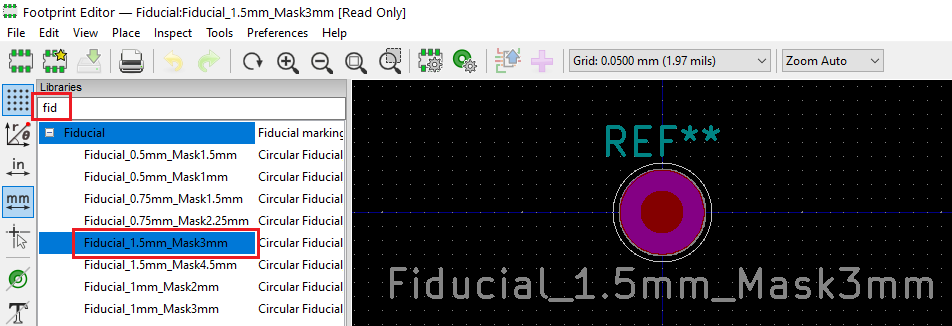 Footprint Editor — Fiducial:Fiducial_1.5mm_Mask3mm [Read Only]
File Edit View Place Inspect Tools Preferences Help
Grid: 0.0500 mm (1.97 mils)
Zoom Auto
Libraries
fid
Fiducial Fiducial marking
Fiducial_0.5mm_Mask1.5mm Circular Fiducial
Fiducial_0.5mm_Mask1mm Circular Fiducial
Fiducial_0.75mm_Mask1.5mm Circular Fiducial
Fiducial_0.75mm_Mask2.25mm Circular Fiducial
Fiducial_1.5mm_Mask3mm Circular Fiducial
Fiducial_1.5mm_Mask4.5mm Circular Fiducial
Fiducial_1mm_Mask2mm Circular Fiducial
Fiducial_1mm_Mask3mm Circular Fiducial
r θ
in
mm
T
REF**
Fiducial_1.5mm_Mask3mm